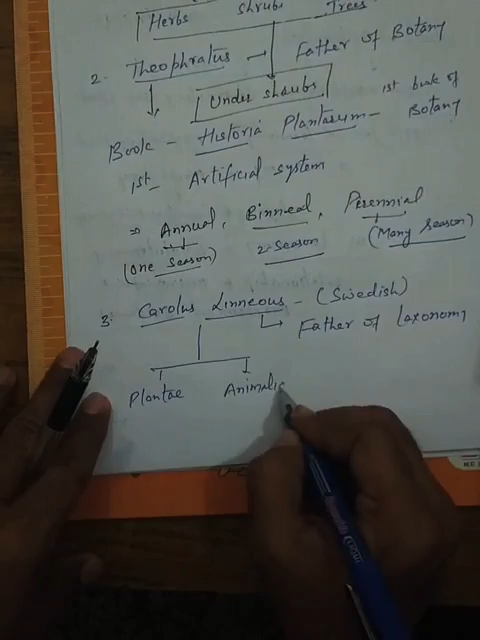 Herbs shrubs Trees
2. Theophratus → Father of Botany
Under shrubs
Book - Historia Plantarum - 1st book of Botany
1st - Artificial system
⇒ Annual, Binneal, Perennial
(One season) 2-Season (Many season)
3. Carolus Linneous - (Swedish)
Father of Taxonomy
Plantae Animalia